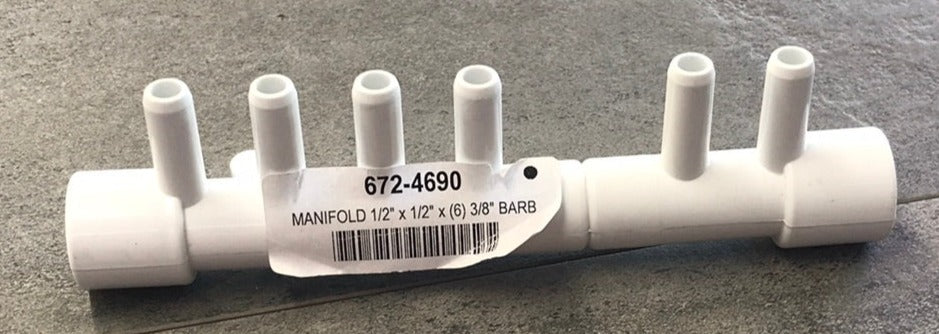 672-4690
MANIFOLD 1/2" x 1/2" x (6) 3/8" BARB